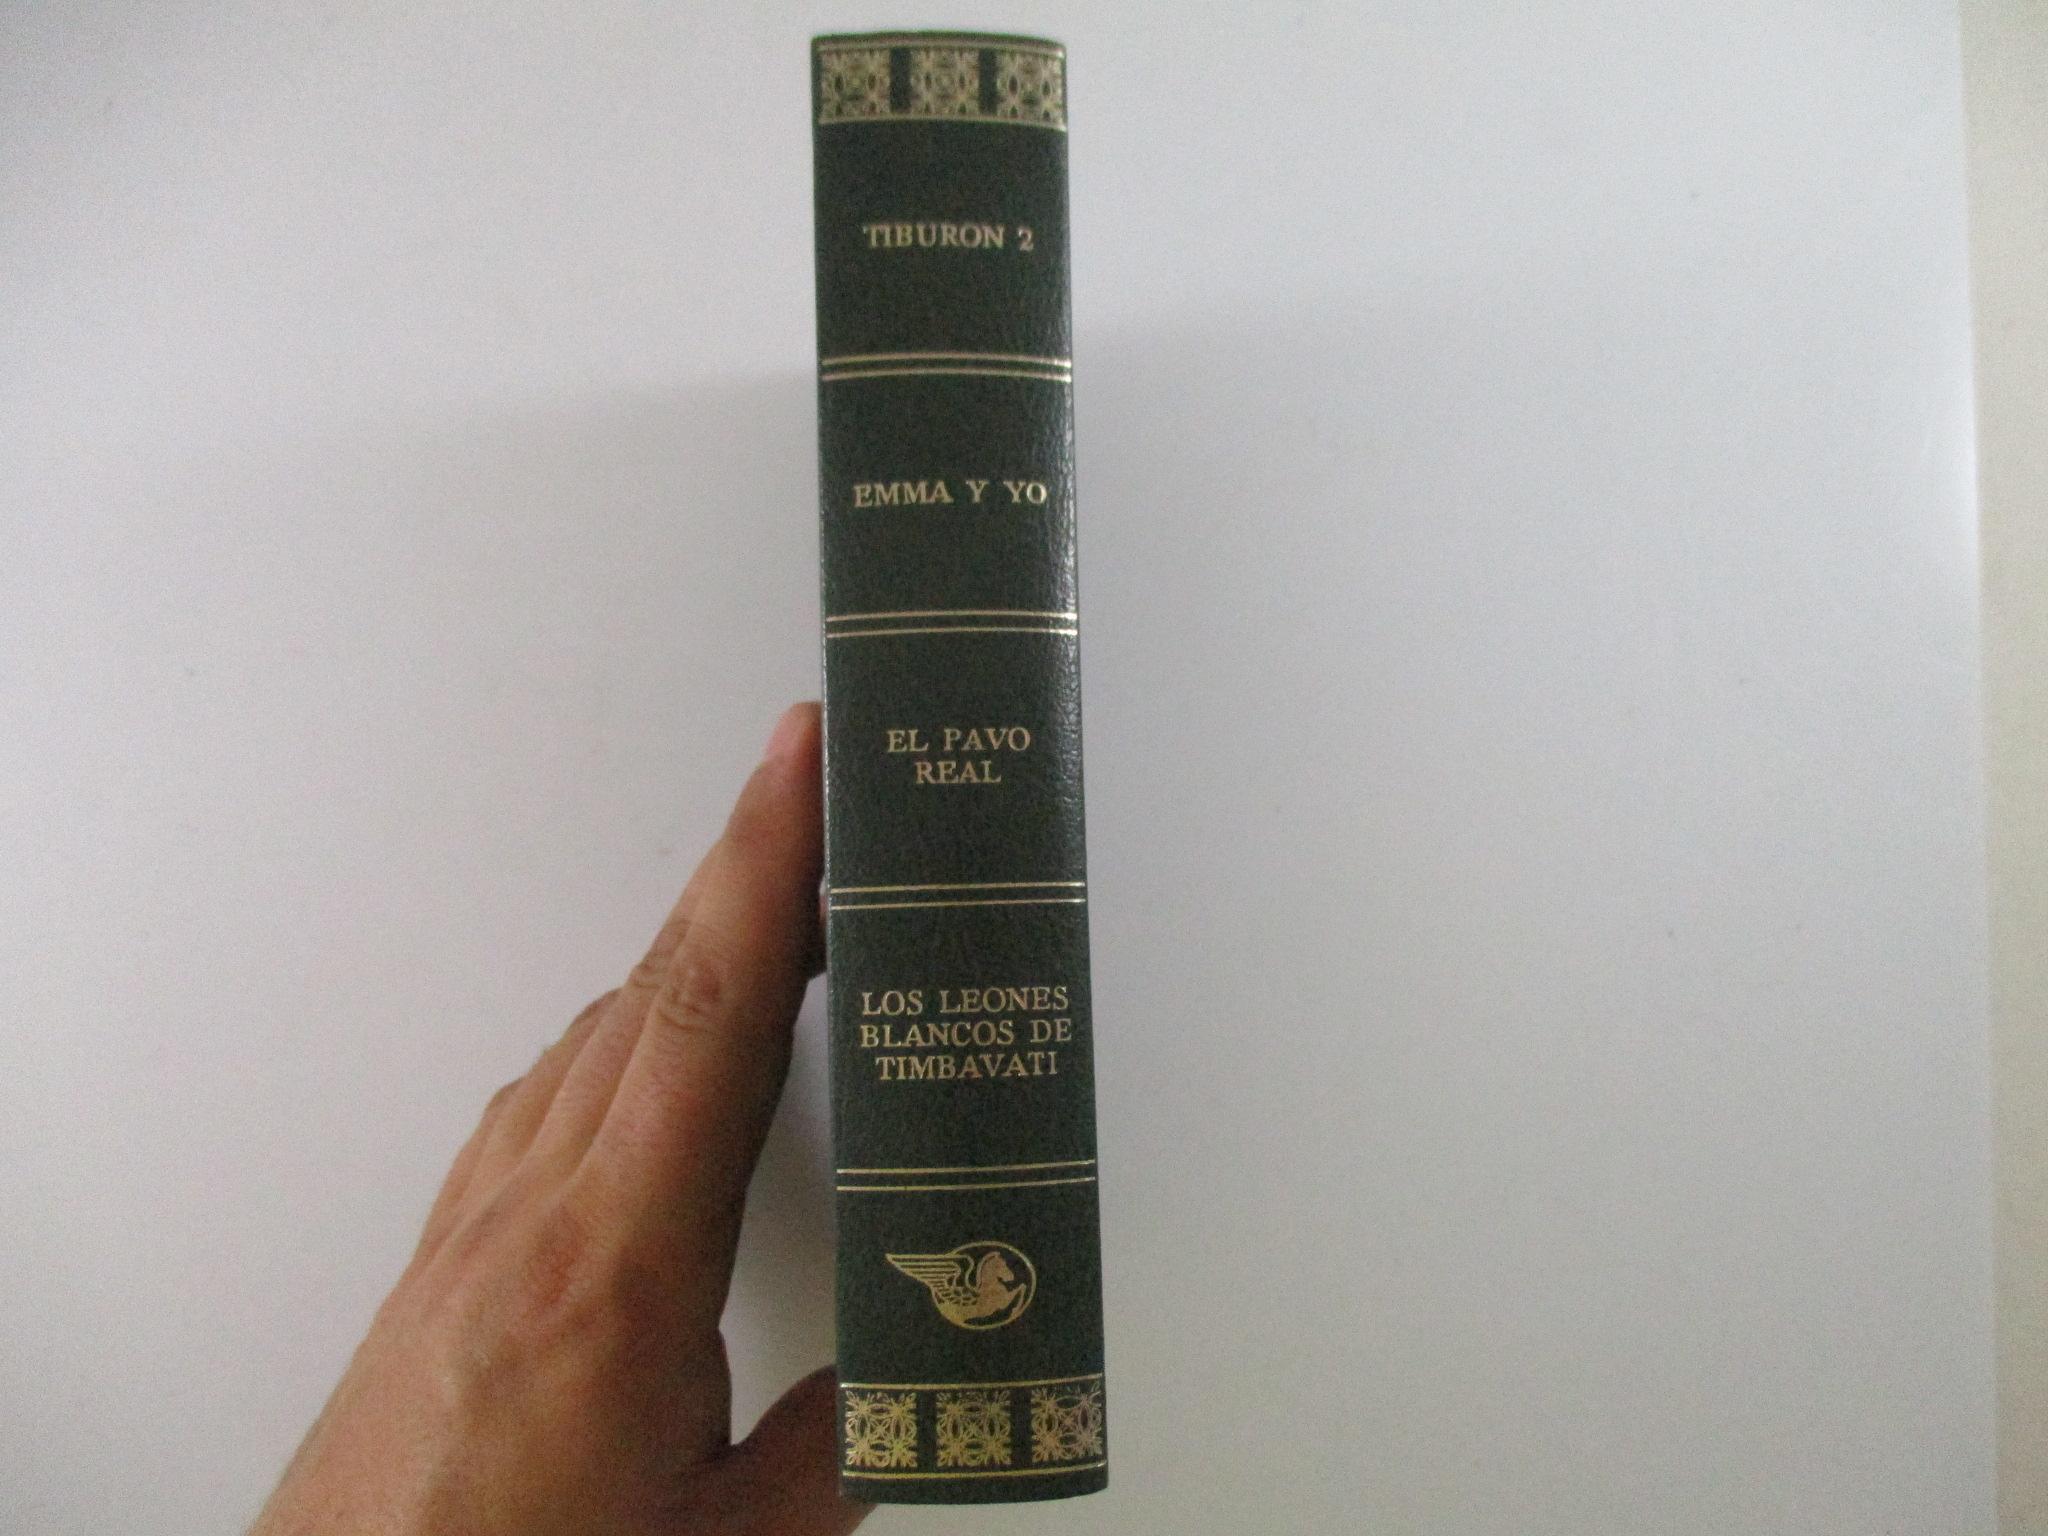 TIBURON 2
EMMA Y YO
EL PAVO
REAL
LOS LEONES
BLANCOS DE
TIMBAVATI